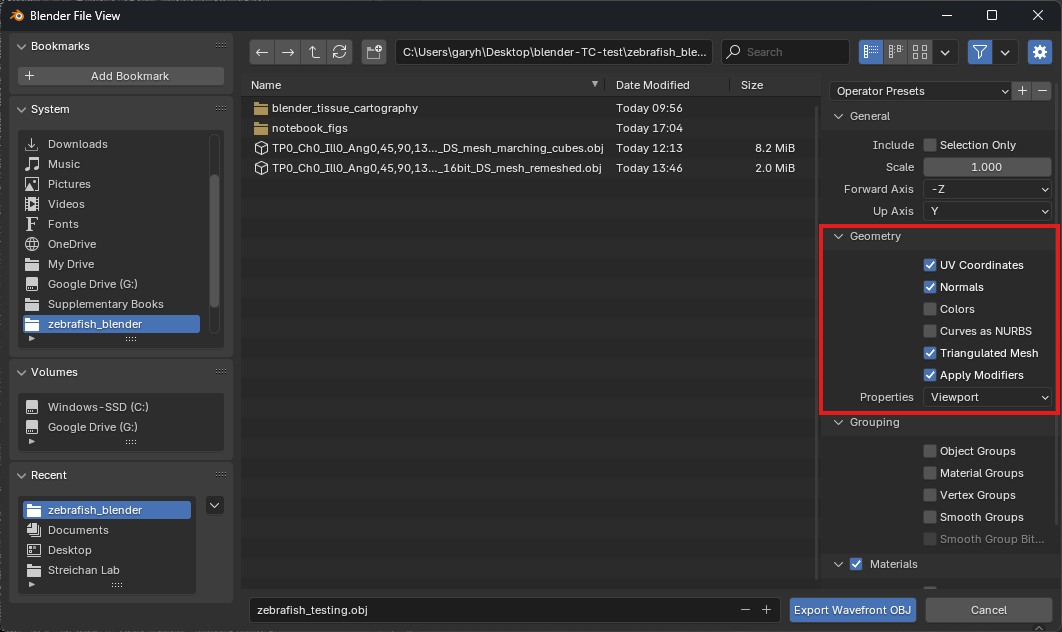 Blender File View
Bookmarks
Add Bookmark
System
Downloads
Music
Pictures
Videos
Fonts
OneDrive
My Drive
Google Drive (G:)
Supplementary Books
zebrafish_blender
Volumes
Windows-SSD (C:)
Google Drive (G:)
Recent
zebrafish_blender
Documents
Desktop
Streichan Lab
C:\Users\garyh\Desktop\blender-TC-test\zebrafish_ble...
Search
Name Date Modified Size
blender_tissue_cartography Today 09:56
notebook_figs Today 17:04
TP0_Ch0_Ill0_Ang0,45,90,13..._DS_mesh_marching_cubes.obj Today 12:13 8.2 MiB
TP0_Ch0_Ill0_Ang0,45,90,13..._16bit_DS_mesh_remeshed.obj Today 13:46 2.0 MiB
Operator Presets
General
Include Selection Only
Scale 1.000
Forward Axis -Z
Up Axis Y
Geometry
UV Coordinates
Normals
Colors
Curves as NURBS
Triangulated Mesh
Apply Modifiers
Properties Viewport
Grouping
Object Groups
Material Groups
Vertex Groups
Smooth Groups
Smooth Group Bit...
Materials
zebrafish_testing.obj
Export Wavefront OBJ
Cancel